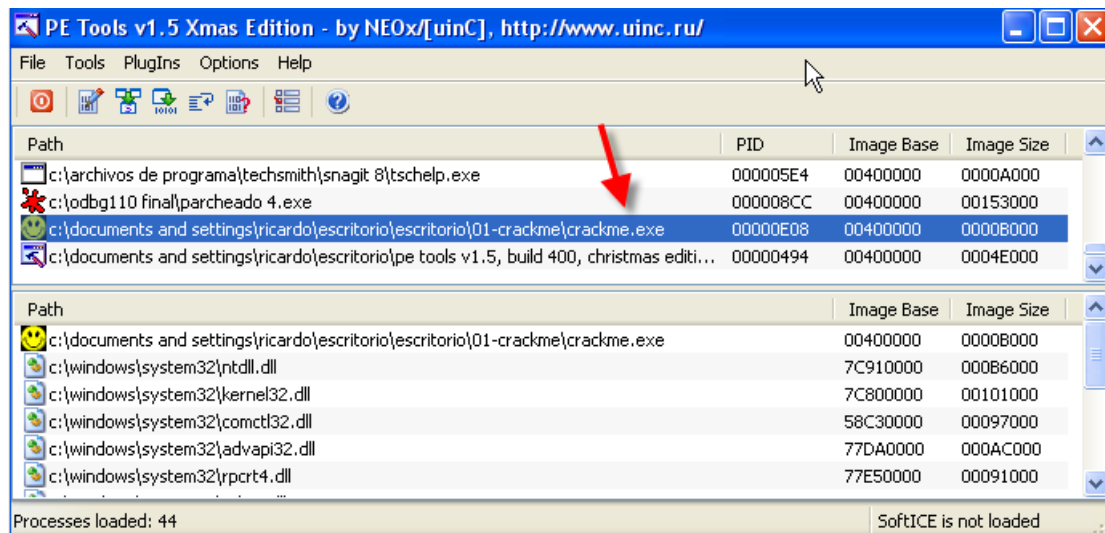 PE Tools v1.5 Xmas Edition - by NEOx/[uinC], http://www.uinc.ru/
File Tools PlugIns Options Help
Path PID Image Base Image Size
c:\archivos de programa\techsmith\snagit 8\tschelp.exe 000005E4 00400000 0000A000
c:\odbg110 final\parcheado 4.exe 000008CC 00400000 00153000
c:\documents and settings\ricardo\escritorio\escritorio\01-crackme\crackme.exe 00000E08 00400000 0000B000
c:\documents and settings\ricardo\escritorio\pe tools v1.5, build 400, christmas editi... 00000494 00400000 0004E000
Path Image Base Image Size
c:\documents and settings\ricardo\escritorio\escritorio\01-crackme\crackme.exe 00400000 0000B000
c:\windows\system32\ntdll.dll 7C910000 000B6000
c:\windows\system32\kernel32.dll 7C800000 00101000
c:\windows\system32\comctl32.dll 58C30000 00097000
c:\windows\system32\advapi32.dll 77DA0000 000AC000
c:\windows\system32\rpcrt4.dll 77E50000 00091000
Processes loaded: 44 SoftICE is not loaded